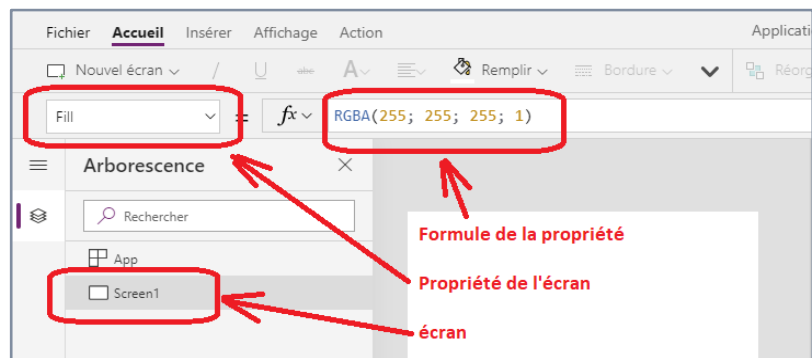 Fichier Accueil Insérer Affichage Action Applicati
Nouvel écran / U abc A Remplir Bordure Réorg
Fill = fx RGBA(255; 255; 255; 1)
Arborescence
Rechercher
App
Screen1
Formule de la propriété
Propriété de l'écran
écran